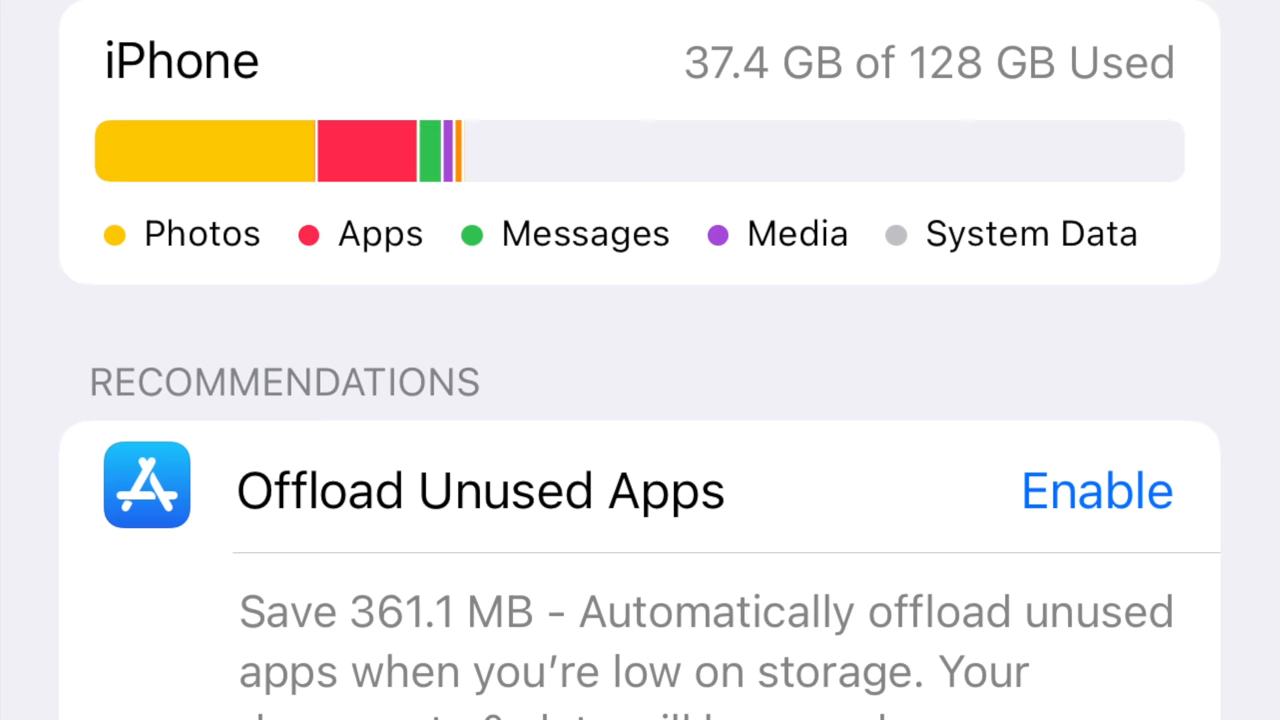 iPhone 37.4 GB of 128 GB Used
Photos Apps Messages Media System Data
RECOMMENDATIONS
Offload Unused Apps Enable
Save 361.1 MB – Automatically offload unused
apps when you’re low on storage. Your